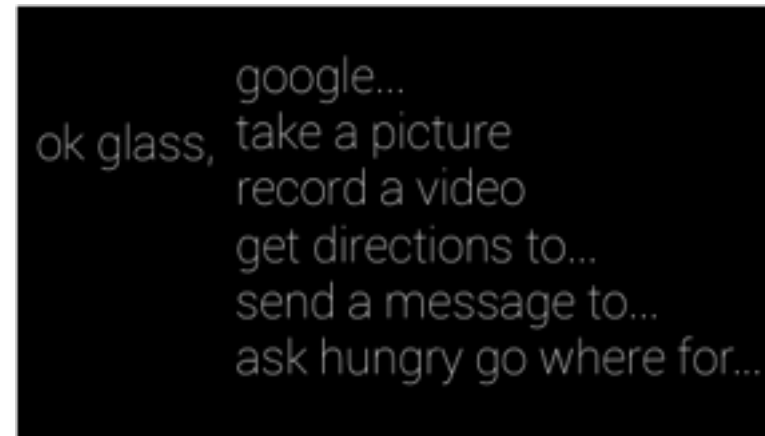 google...
ok glass, take a picture
record a video
get directions to...
send a message to...
ask hungry go where for...